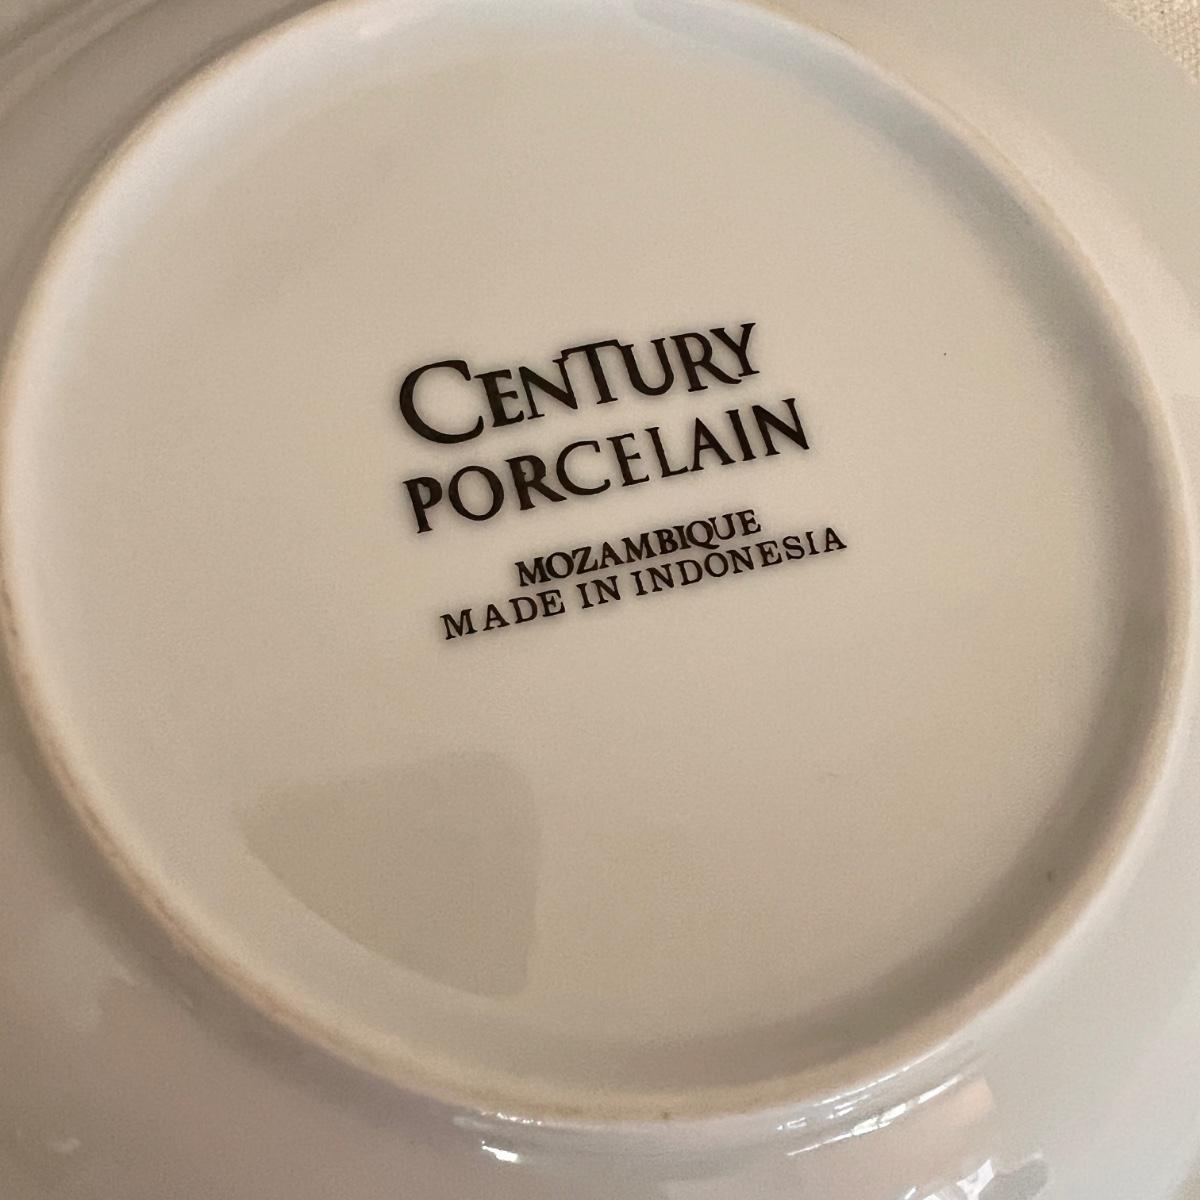 CENTURY
PORCELAIN
MOZAMBIQUE
MADE IN INDONESIA